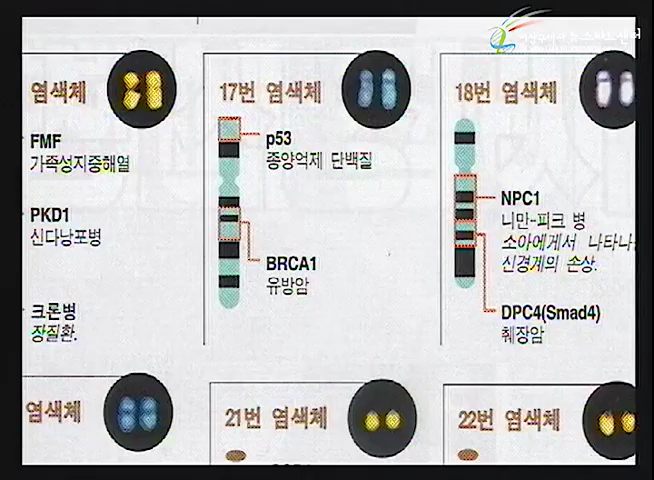 염색체
FMF
가족성지중해열
PKD1
신다낭포병
크론병
장질환.
17번 염색체
p53
종양억제 단백질
BRCA1
유방암
18번 염색체
NPC1
니만-피크 병
소아에게서 나타나
신경계의 손상.
DPC4(Smad4)
췌장암
염색체
21번 염색체
22번 염색체